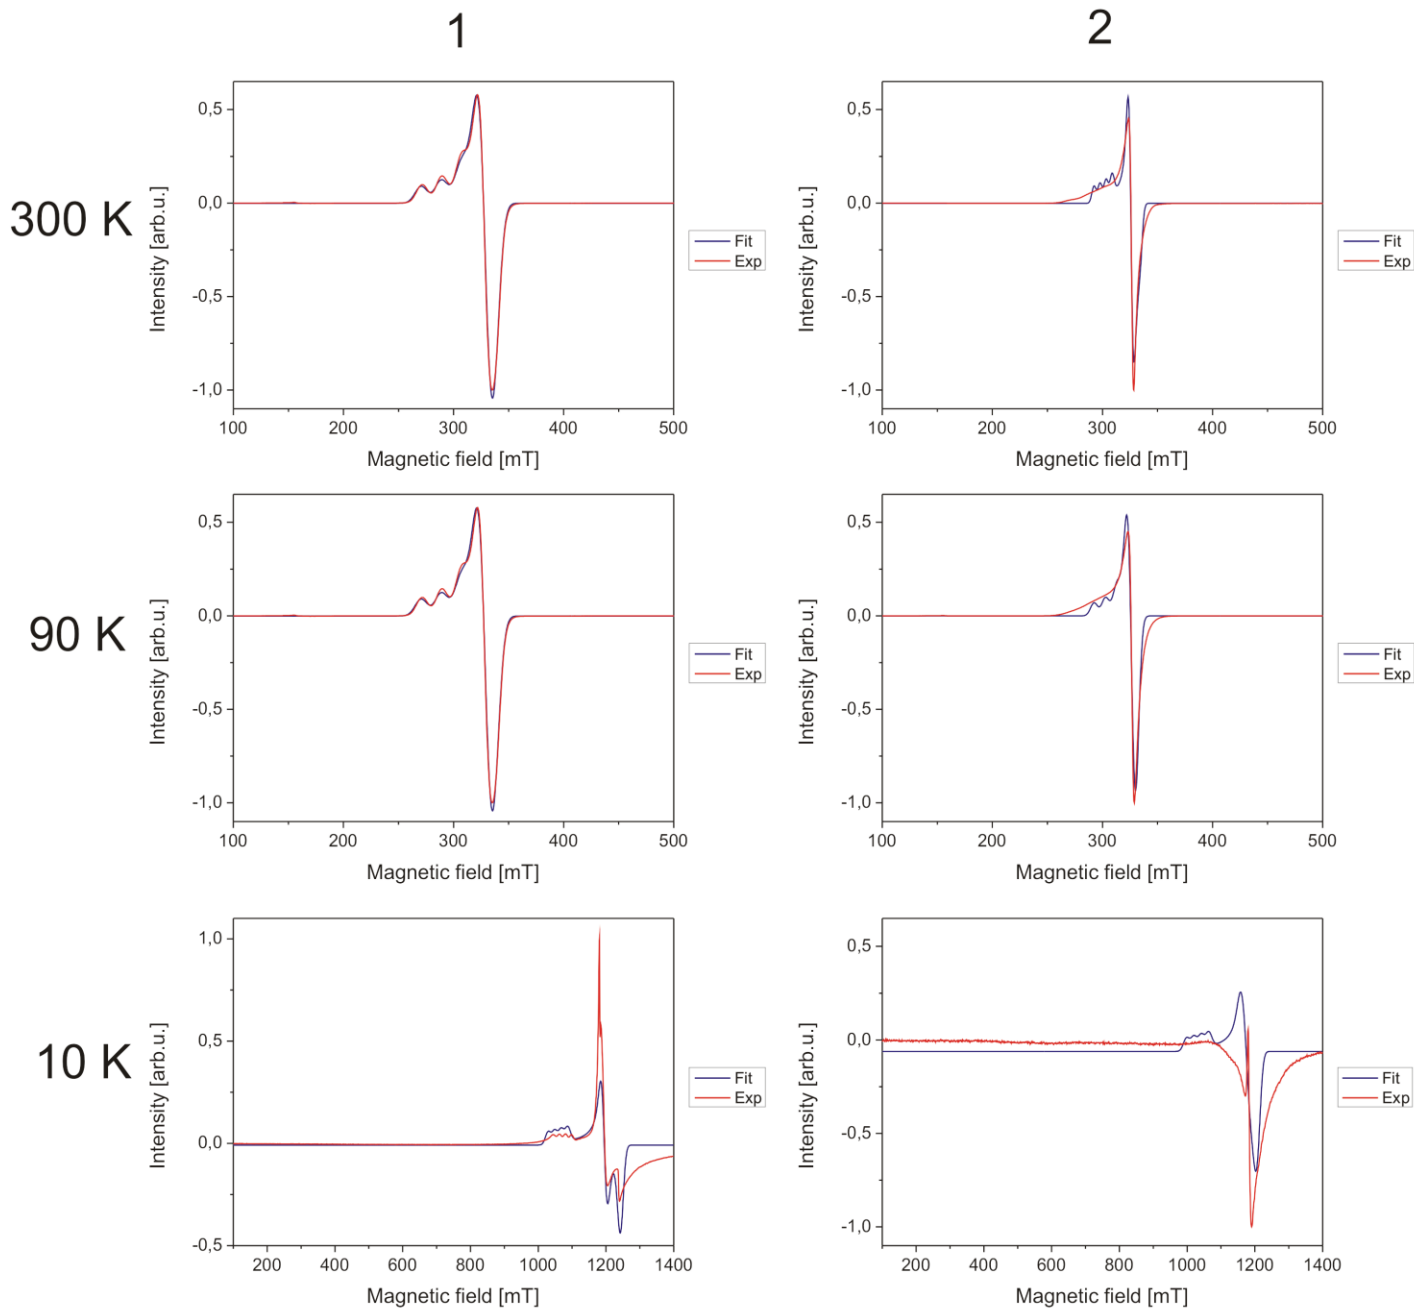 1
2
300 K
0,5
0,0
-0,5
-1,0
Intensity [arb.u.]
100 200 300 400 500
Magnetic field [mT]
Fit
Exp
0,5
0,0
-0,5
-1,0
Intensity [arb.u.]
100 200 300 400 500
Magnetic field [mT]
Fit
Exp
90 K
0,5
0,0
-0,5
-1,0
Intensity [arb.u.]
100 200 300 400 500
Magnetic field [mT]
Fit
Exp
0,5
0,0
-0,5
-1,0
Intensity [arb.u.]
100 200 300 400 500
Magnetic field [mT]
Fit
Exp
10 K
1,0
0,5
0,0
-0,5
Intensity [arb.u.]
200 400 600 800 1000 1200 1400
Magnetic field [mT]
Fit
Exp
0,5
0,0
-0,5
-1,0
Intensity [arb.u.]
200 400 600 800 1000 1200 1400
Magnetic field [mT]
Fit
Exp